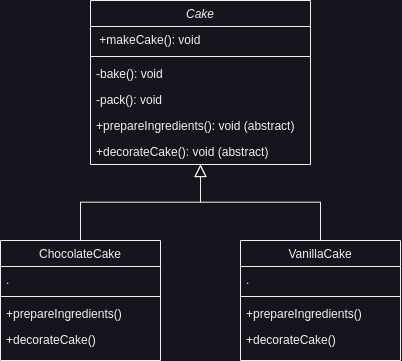 Cake
+makeCake(): void
-bake(): void
-pack(): void
+prepareIngredients(): void (abstract)
+decorateCake(): void (abstract)
ChocolateCake
.
+prepareIngredients()
+decorateCake()
VanillaCake
.
+prepareIngredients()
+decorateCake()